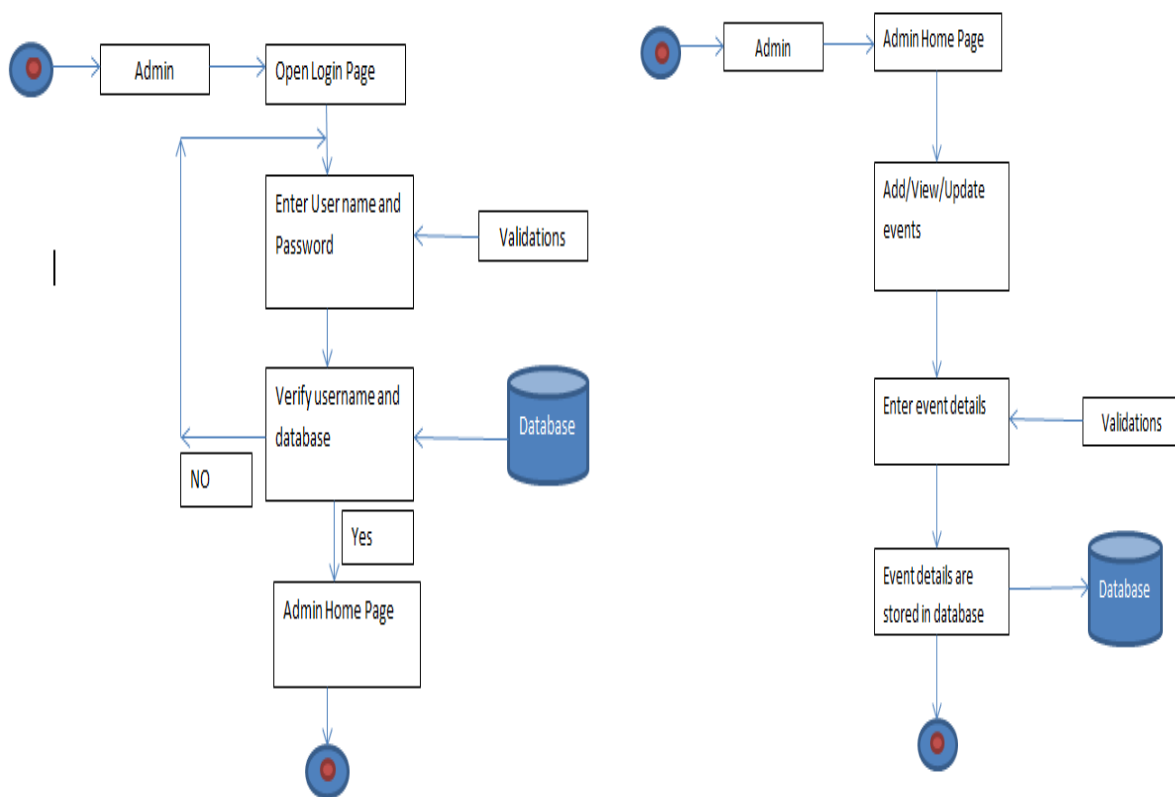 Admin
Open Login Page
Enter User name and
Password
Validations
Verify username and
database
Database
NO
Yes
Admin Home Page
Admin
Admin Home Page
Add/View/Update
events
Enter event details
Validations
Event details are
stored in database
Database